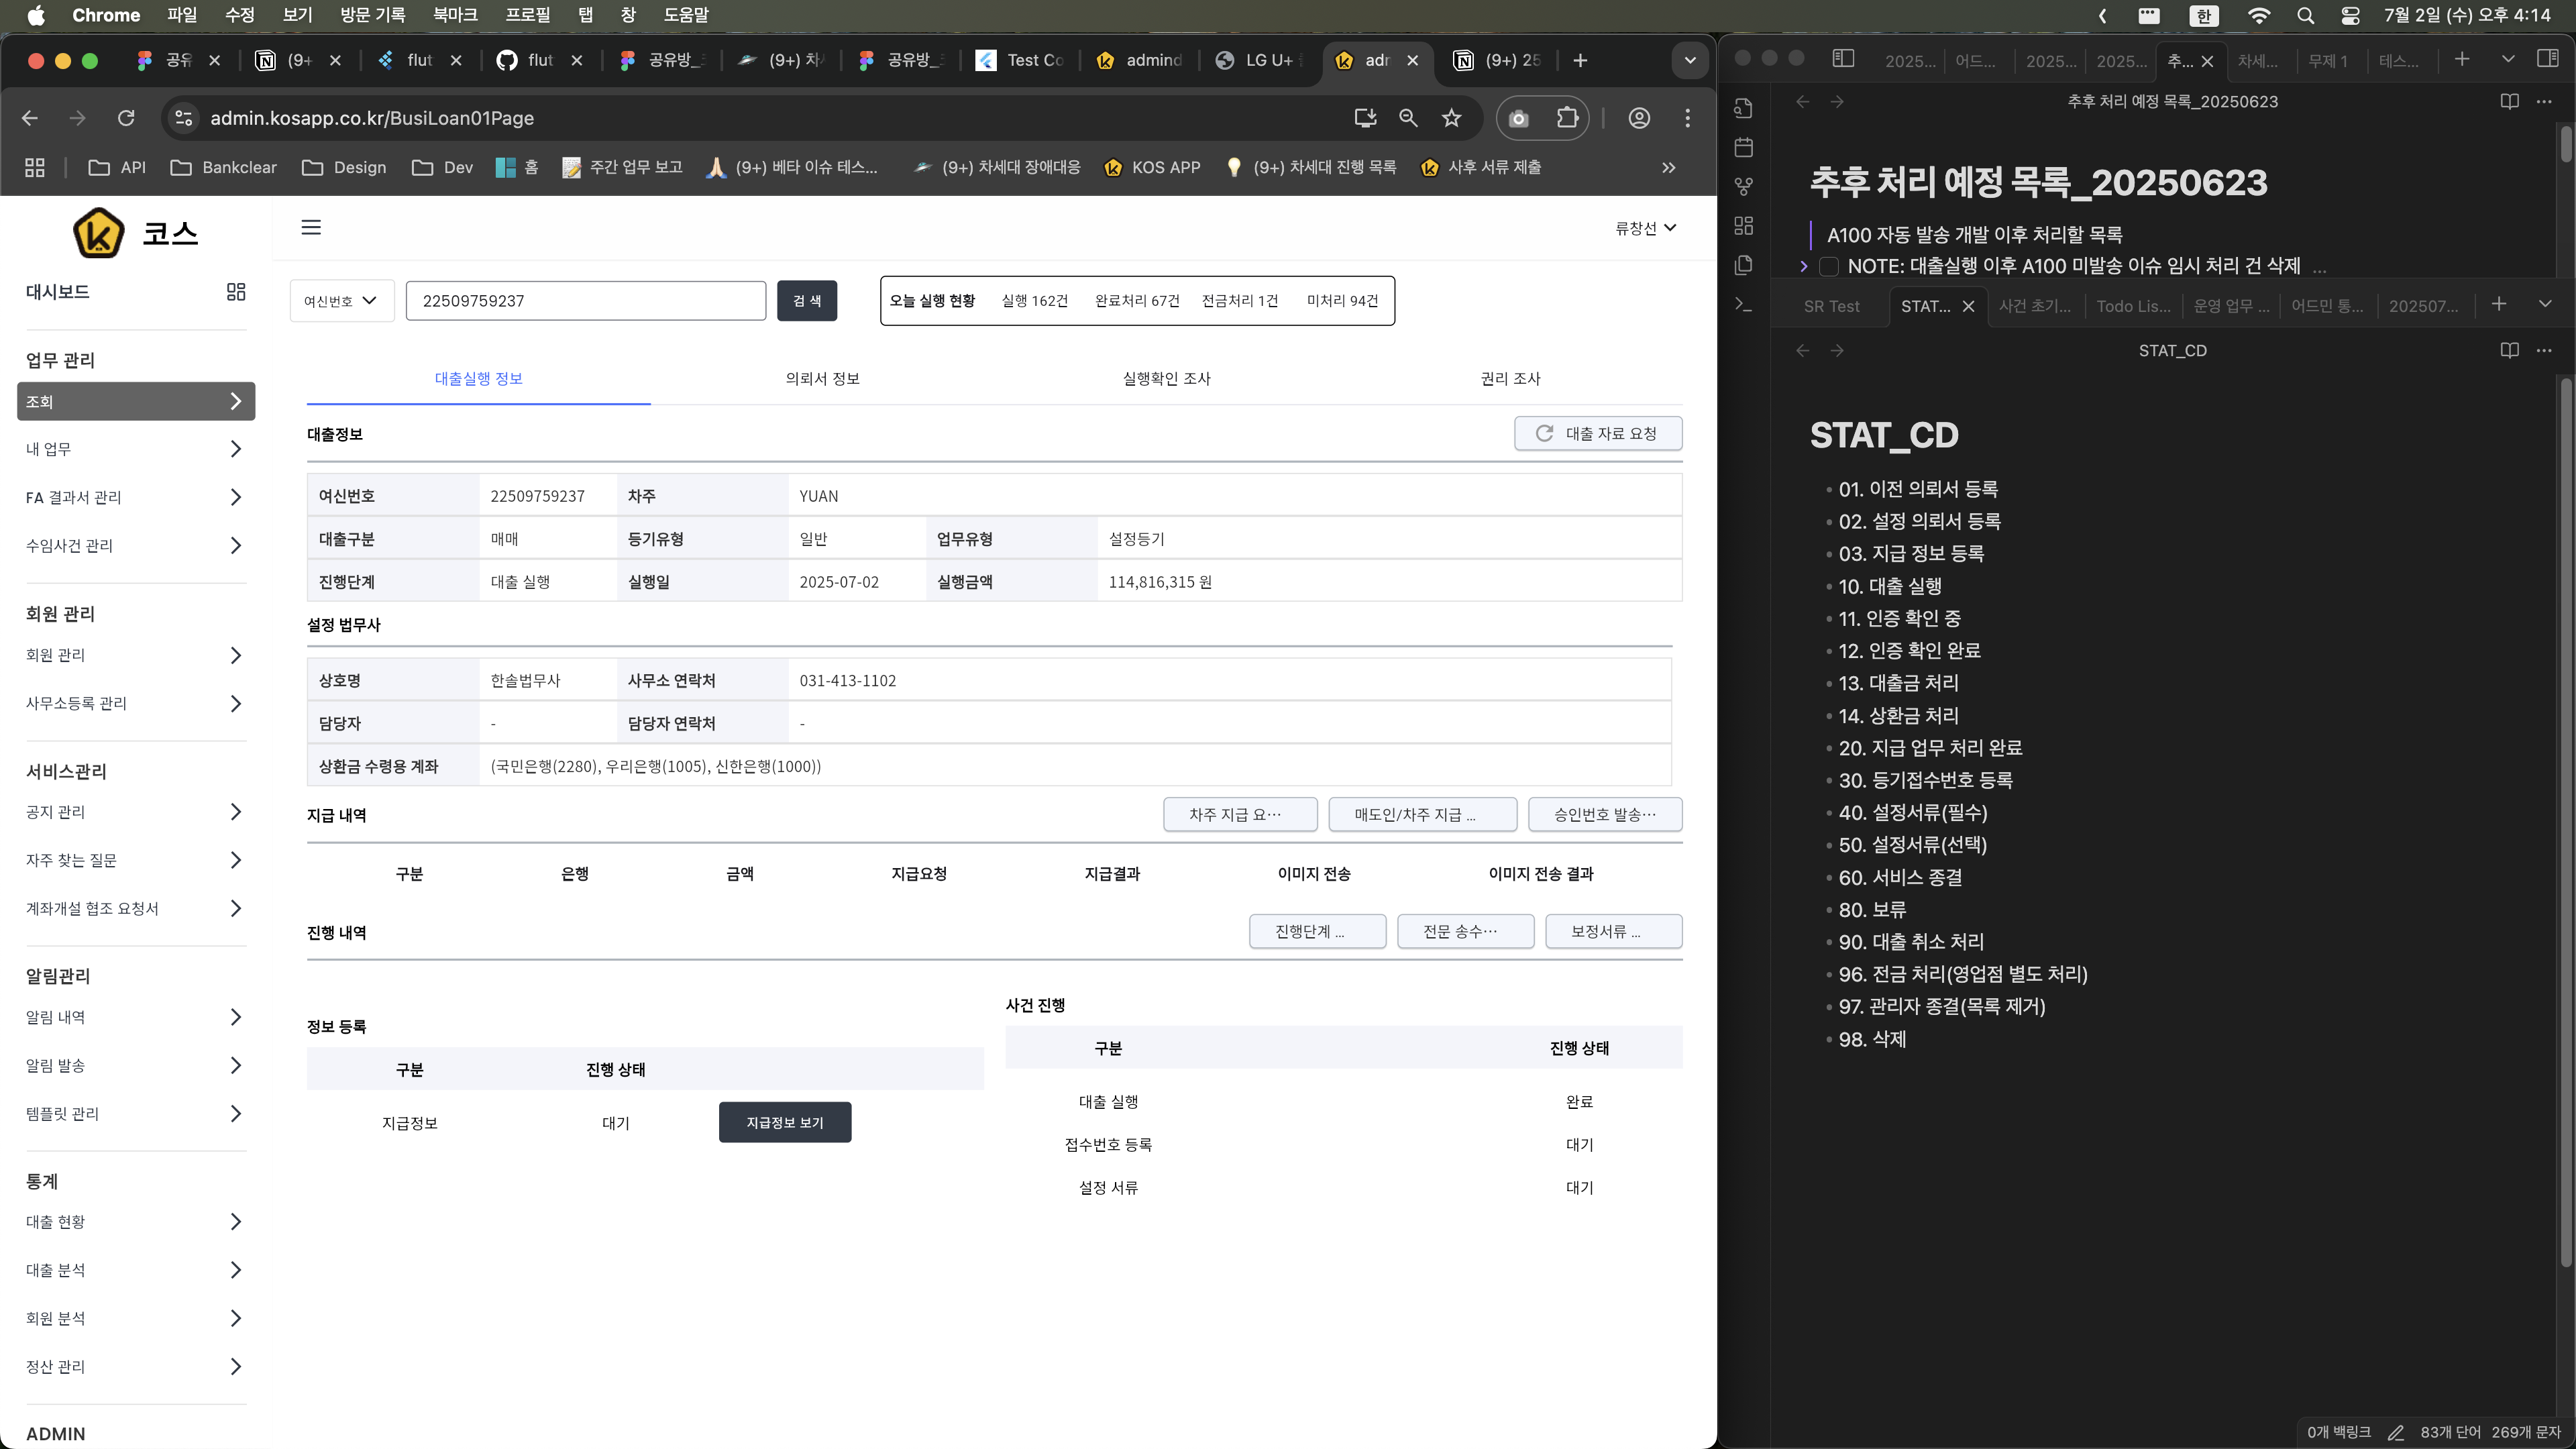 Chrome 파일 수정 보기 방문 기록 북마크 프로필 탭 창 도움말
한 7월 2일 (수) 오후 4:14
공유 (9+ flut flut 공유방_ (9+) 차 공유방_ Test Co admind LG U+ adr (9+) 25
admin.kosapp.co.kr/BusiLoan01Page
API Bankclear Design Dev 홈 주간 업무 보고 (9+) 베타 이슈 테스... (9+) 차세대 장애대응 KOS APP (9+) 차세대 진행 목록 사후 서류 제출
코스
대시보드
업무 관리
조회
내 업무
FA 결과서 관리
수임사건 관리
회원 관리
회원 관리
사무소등록 관리
서비스관리
공지 관리
자주 찾는 질문
계좌개설 협조 요청서
알림관리
알림 내역
알림 발송
템플릿 관리
통계
대출 현황
대출 분석
회원 분석
정산 관리
ADMIN
류창선
여신번호 22509759237 검 색
오늘 실행 현황 실행 162건 완료처리 67건 전금처리 1건 미처리 94건
대출실행 정보 의뢰서 정보 실행확인 조사 권리 조사
대출정보 대출 자료 요청
여신번호 22509759237 차주 YUAN
대출구분 매매 등기유형 일반 업무유형 설정등기
진행단계 대출 실행 실행일 2025-07-02 실행금액 114,816,315 원
설정 법무사
상호명 한솔법무사 사무소 연락처 031-413-1102
담당자 - 담당자 연락처 -
상환금 수령용 계좌 (국민은행(2280), 우리은행(1005), 신한은행(1000))
지급 내역 차주 지급 요… 매도인/차주 지급 ... 승인번호 발송…
구분 은행 금액 지급요청 지급결과 이미지 전송 이미지 전송 결과
진행 내역 진행단계 ... 전문 송수… 보정서류 ...
정보 등록
구분 진행 상태
지급정보 대기 지급정보 보기
사건 진행
구분 진행 상태
대출 실행 완료
접수번호 등록 대기
설정 서류 대기
2025... 어드... 2025... 2025... 추... 차세... 무제 1 테스...
추후 처리 예정 목록_20250623
추후 처리 예정 목록_20250623
A100 자동 발송 개발 이후 처리할 목록
NOTE: 대출실행 이후 A100 미발송 이슈 임시 처리 건 삭제 ...
SR Test STAT... 사건 초기... Todo Lis... 운영 업무 ... 어드민 통... 202507...
STAT_CD
STAT_CD
01. 이전 의뢰서 등록
02. 설정 의뢰서 등록
03. 지급 정보 등록
10. 대출 실행
11. 인증 확인 중
12. 인증 확인 완료
13. 대출금 처리
14. 상환금 처리
20. 지급 업무 처리 완료
30. 등기접수번호 등록
40. 설정서류(필수)
50. 설정서류(선택)
60. 서비스 종결
80. 보류
90. 대출 취소 처리
96. 전금 처리(영업점 별도 처리)
97. 관리자 종결(목록 제거)
98. 삭제
0개 백링크 83개 단어 269개 문자